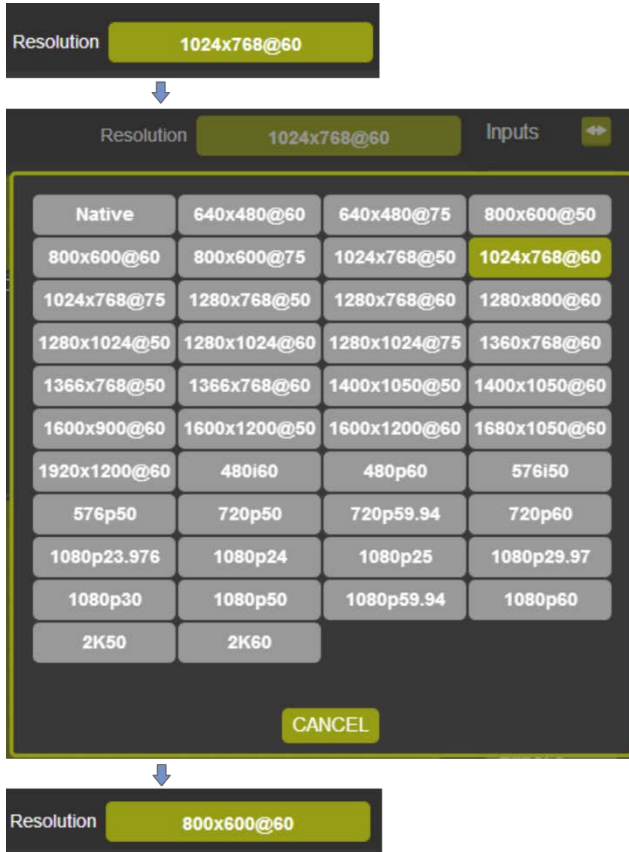 Resolution 1024x768@60
Resolution 1024x768@60 Inputs
Native 640x480@60 640x480@75 800x600@50
800x600@60 800x600@75 1024x768@50 1024x768@60
1024x768@75 1280x768@50 1280x768@60 1280x800@60
1280x1024@50 1280x1024@60 1280x1024@75 1360x768@60
1366x768@50 1366x768@60 1400x1050@50 1400x1050@60
1600x900@60 1600x1200@50 1600x1200@60 1680x1050@60
1920x1200@60 480i60 480p60 576i50
576p50 720p50 720p59.94 720p60
1080p23.976 1080p24 1080p25 1080p29.97
1080p30 1080p50 1080p59.94 1080p60
2K50 2K60
CANCEL
Resolution 800x600@60